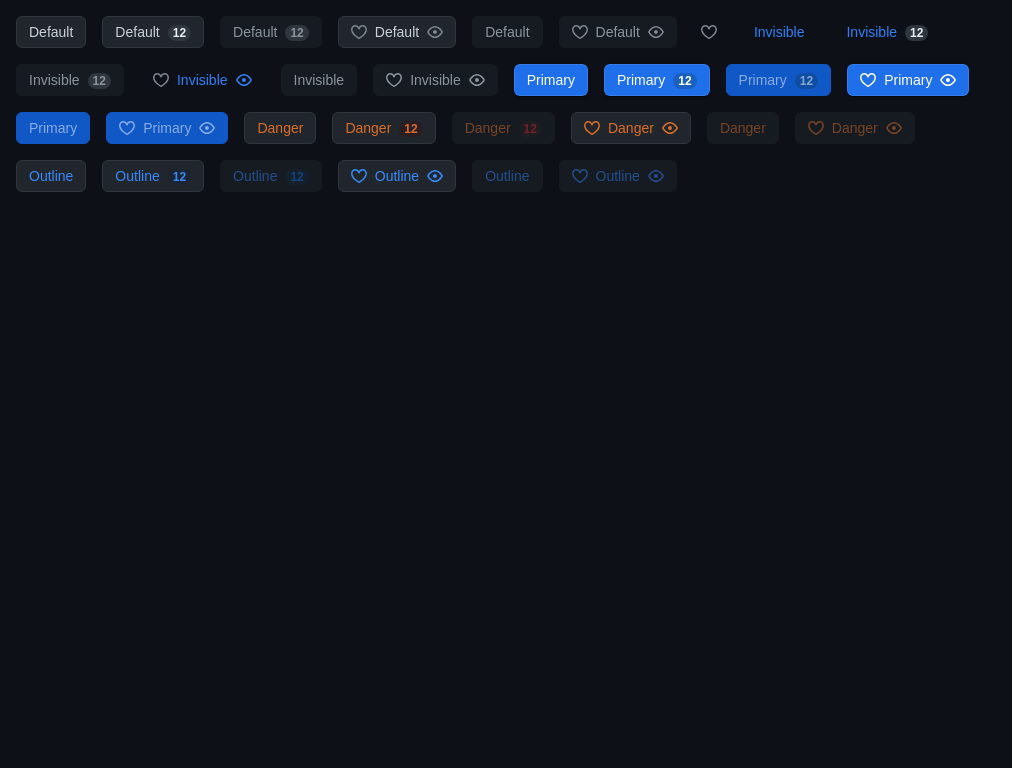 Default Default 12 Default 12 Default Default Default Invisible Invisible 12
Invisible 12 Invisible Invisible Invisible Primary Primary 12 Primary 12 Primary
Primary Primary Danger Danger 12 Danger 12 Danger Danger Danger
Outline Outline 12 Outline 12 Outline Outline Outline